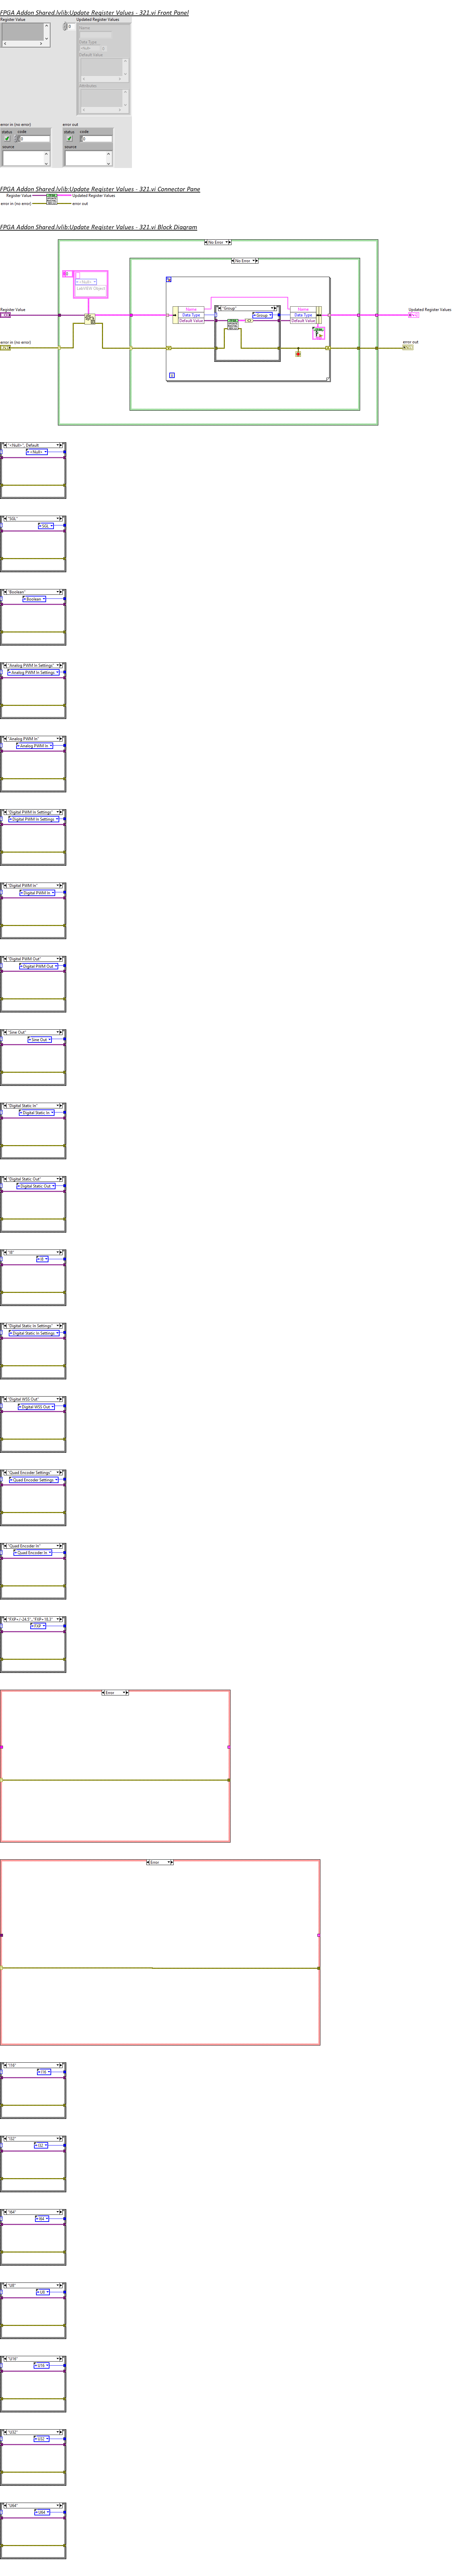 FPGA Addon Shared.lvlib:Update Register Values - 321.vi Front Panel
Register Value
Updated Register Values
0
Name
Data Type
<Null>
0
Default Value
Attributes
error in (no error)
error out
status code
status code
0
0
source
source
FPGA Addon Shared.lvlib:Update Register Values - 321.vi Connector Pane
Register Value
Updated Register Values
error in (no error)
error out
FPGA Addon Shared.lvlib:Update Register Values - 321.vi Block Diagram
No Error
No Error
<Null>
LabVIEW Object
Register Value
Updated Register Values
Name
Data Type
Default Value
"Group"
Group
Name
Data Type
Default Value
error in (no error)
error out
"<Null>", Default
<Null>
"SGL"
SGL
"Boolean"
Boolean
"Analog PWM In Settings"
Analog PWM In Settings
"Analog PWM In"
Analog PWM In
"Digital PWM In Settings"
Digital PWM In Settings
"Digital PWM In"
Digital PWM In
"Digital PWM Out"
Digital PWM Out
"Sine Out"
Sine Out
"Digital Static In"
Digital Static In
"Digital Static Out"
Digital Static Out
"I8"
I8
"Digital Static In Settings"
Digital Static In Settings
"Digital WSS Out"
Digital WSS Out
"Quad Encoder Settings"
Quad Encoder Settings
"Quad Encoder In"
Quad Encoder In
FXP
Error
Error
"I16"
I16
"I32"
I32
"I64"
I64
"U8"
U8
"U16"
U16
"U32"
U32
"U64"
U64